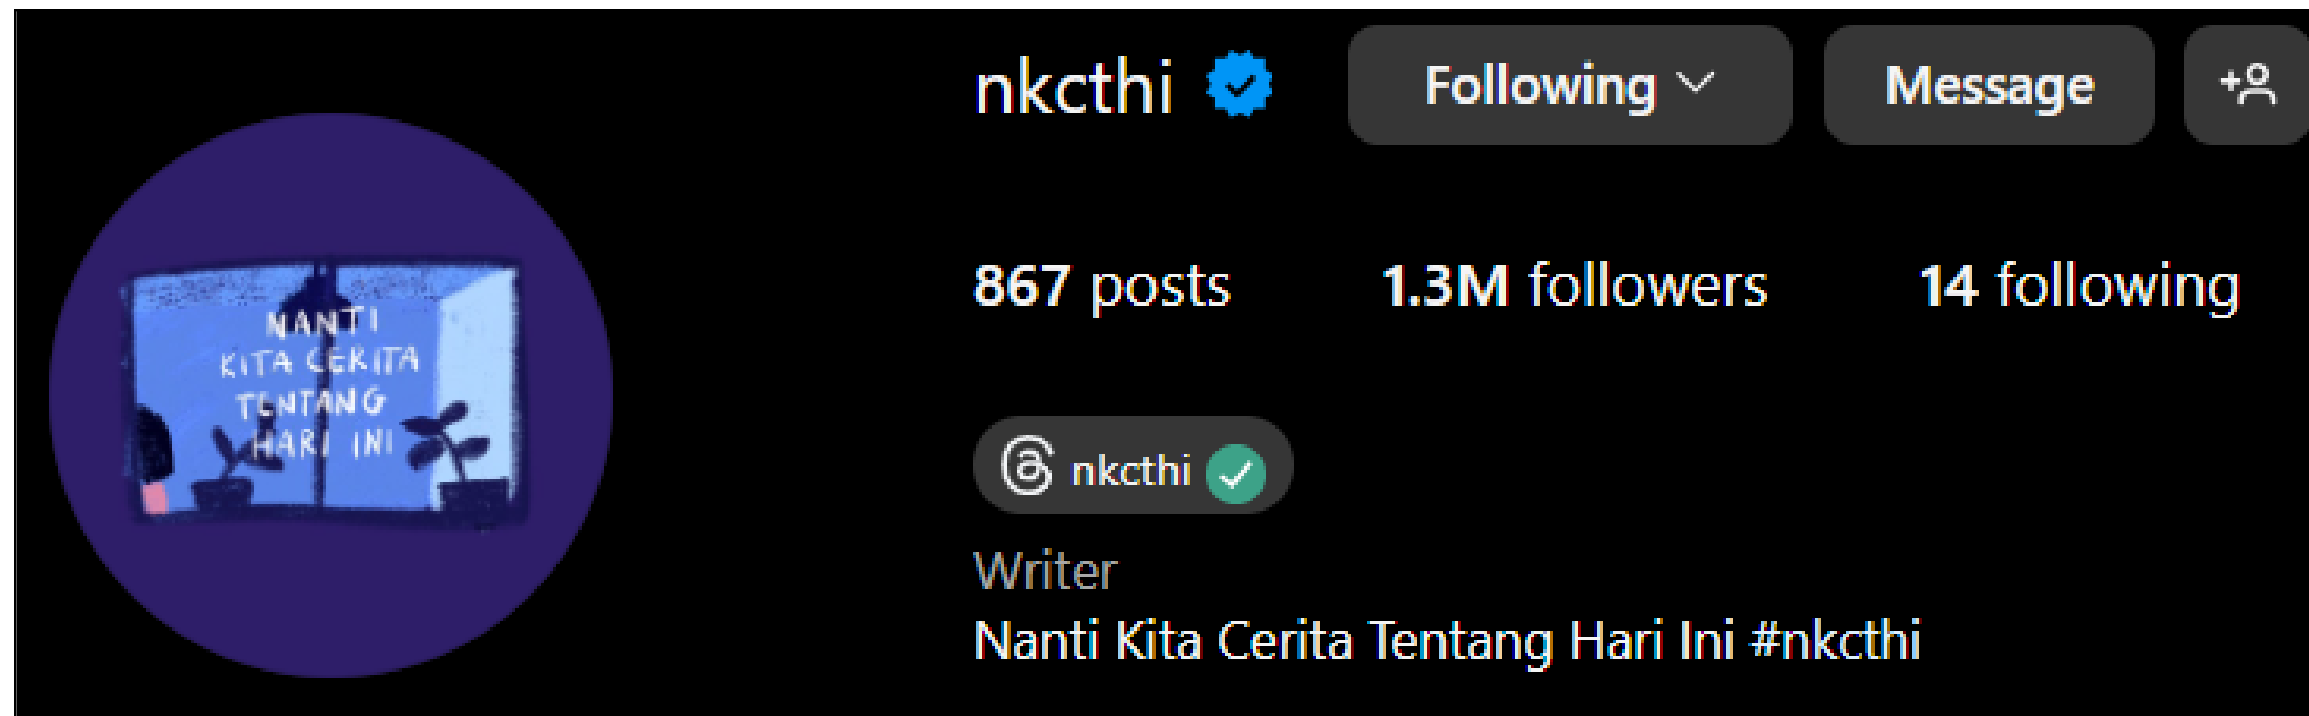 nkcthi
Following
Message
867 posts
1.3M followers
14 following
nkcthi
Writer
Nanti Kita Cerita Tentang Hari Ini #nkcthi
NANTI
KITA CERITA
TENTANG
HARI INI